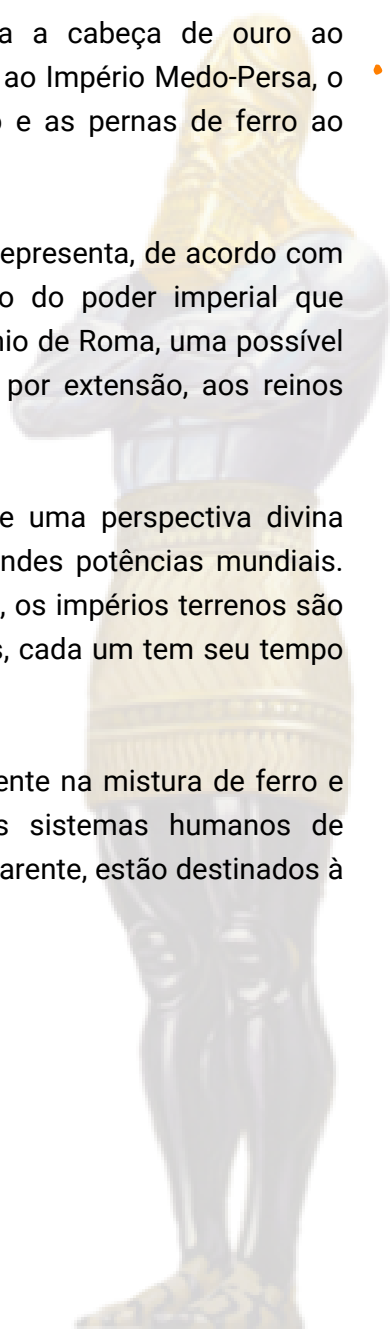 a a cabeça de ouro ao
ao Império Medo-Persa, o
o e as pernas de ferro ao
epresenta, de acordo com
o do poder imperial que
nio de Roma, uma possível
por extensão, aos reinos
e uma perspectiva divina
ndes potências mundiais.
, os impérios terrenos são
s, cada um tem seu tempo
ente na mistura de ferro e
s sistemas humanos de
arente, estão destinados à